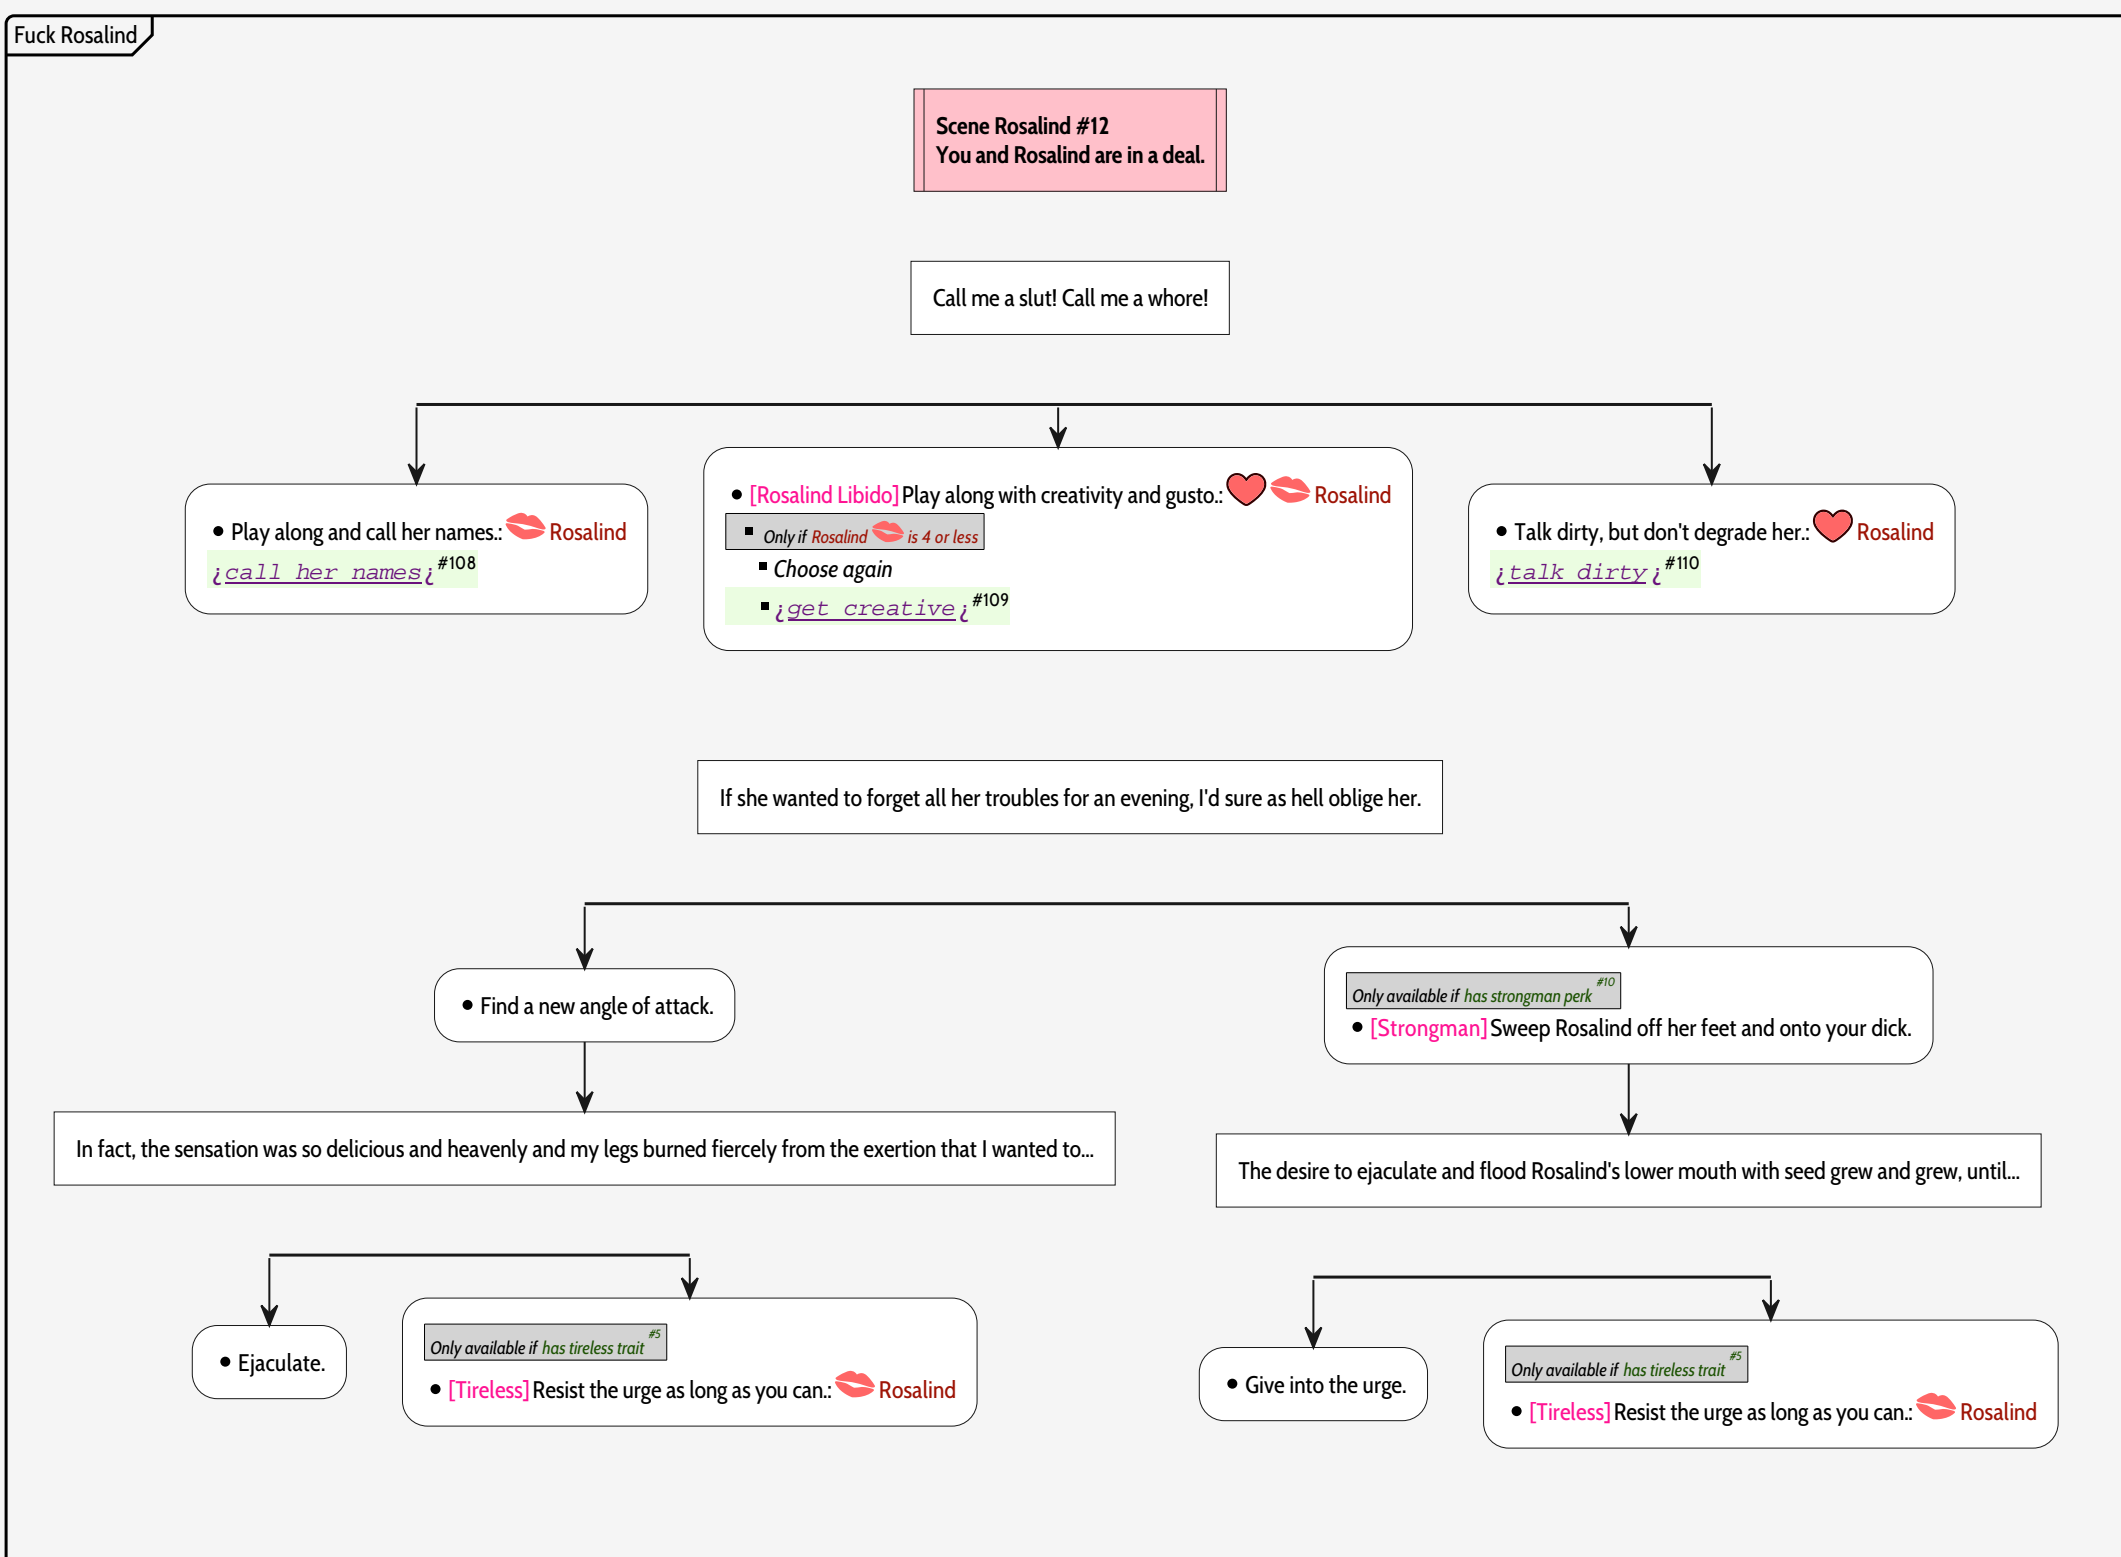 Fuck Rosalind
Scene Rosalind #12
You and Rosalind are in a deal.
Call me a slut! Call me a whore!
Play along and call her names.: Rosalind
¿call her names¿#108
[Rosalind Libido] Play along with creativity and gusto.: Rosalind
Only if Rosalind is 4 or less
Choose again
¿get creative¿#109
Talk dirty, but don't degrade her.: Rosalind
¿talk dirty¿#110
If she wanted to forget all her troubles for an evening, I'd sure as hell oblige her.
Find a new angle of attack.
Only available if has strongman perk #10
[Strongman] Sweep Rosalind off her feet and onto your dick.
In fact, the sensation was so delicious and heavenly and my legs burned fiercely from the exertion that I wanted to...
The desire to ejaculate and flood Rosalind's lower mouth with seed grew and grew, until...
Ejaculate.
Only available if has tireless trait #5
[Tireless] Resist the urge as long as you can.: Rosalind
Give into the urge.
Only available if has tireless trait #5
[Tireless] Resist the urge as long as you can.: Rosalind